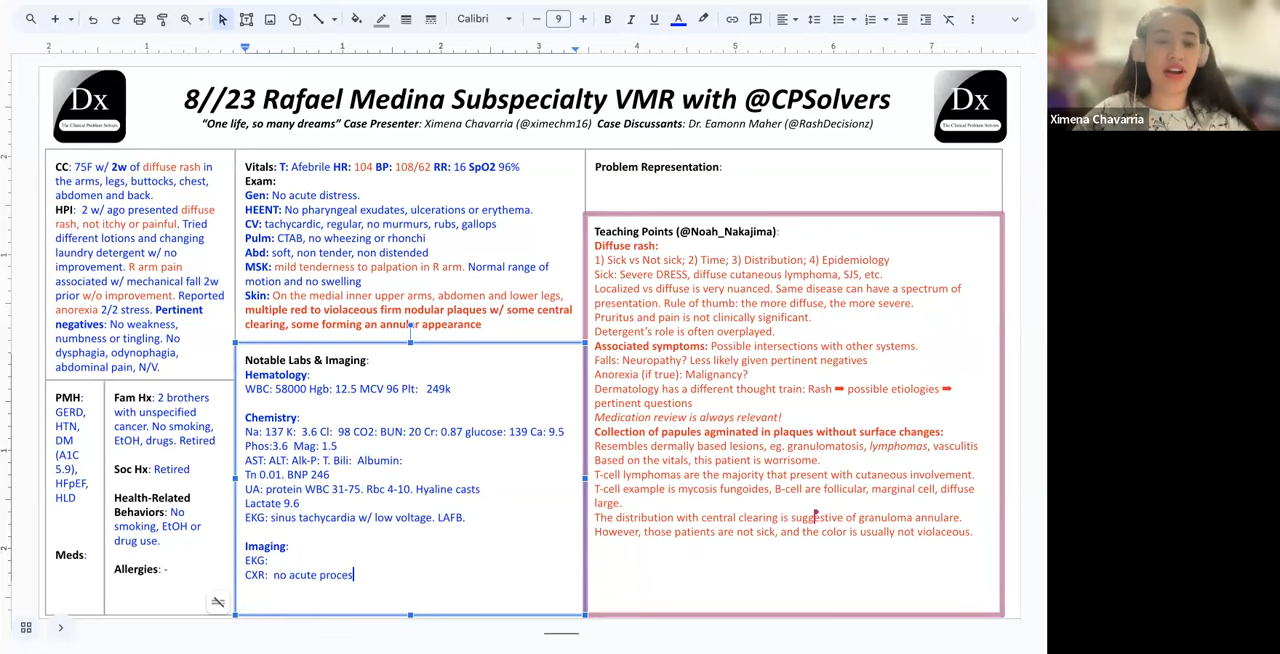 Calibri
9
2 1 1 2 3 4 5 6 7
Dx
The Clinical Problem Solvers
8//23 Rafael Medina Subspecialty VMR with @CPSolvers
“One life, so many dreams” Case Presenter: Ximena Chavarria (@ximechm16) Case Discussants: Dr. Eamonn Maher (@RashDecisionz)
Dx
The Clinical Problem Solvers
CC: 75F w/ 2w of diffuse rash in
the arms, legs, buttocks, chest,
abdomen and back.
HPI: 2 w/ ago presented diffuse
rash, not itchy or painful. Tried
different lotions and changing
laundry detergent w/ no
improvement. R arm pain
associated w/ mechanical fall 2w
prior w/o improvement. Reported
anorexia 2/2 stress. Pertinent
negatives: No weakness,
numbness or tingling. No
dysphagia, odynophagia,
abdominal pain, N/V.
PMH:
GERD,
HTN,
DM
(A1C
5.9),
HFpEF,
HLD
Meds:
Fam Hx: 2 brothers
with unspecified
cancer. No smoking,
EtOH, drugs. Retired
Soc Hx: Retired
Health-Related
Behaviors: No
smoking, EtOH or
drug use.
Allergies: -
Vitals: T: Afebrile HR: 104 BP: 108/62 RR: 16 SpO2 96%
Exam:
Gen: No acute distress.
HEENT: No pharyngeal exudates, ulcerations or erythema.
CV: tachycardic, regular, no murmurs, rubs, gallops
Pulm: CTAB, no wheezing or rhonchi
Abd: soft, non tender, non distended
MSK: mild tenderness to palpation in R arm. Normal range of
motion and no swelling
Skin: On the medial inner upper arms, abdomen and lower legs,
multiple red to violaceous firm nodular plaques w/ some central
clearing, some forming an annular appearance
Notable Labs & Imaging:
Hematology:
WBC: 58000 Hgb: 12.5 MCV 96 Plt: 249k
Chemistry:
Na: 137 K: 3.6 Cl: 98 CO2: BUN: 20 Cr: 0.87 glucose: 139 Ca: 9.5
Phos:3.6 Mag: 1.5
AST: ALT: Alk-P: T. Bili: Albumin:
Tn 0.01. BNP 246
UA: protein WBC 31-75. Rbc 4-10. Hyaline casts
Lactate 9.6
EKG: sinus tachycardia w/ low voltage. LAFB.
Imaging:
EKG:
CXR: no acute proces
Problem Representation:
Teaching Points (@Noah_Nakajima):
Diffuse rash:
1) Sick vs Not sick; 2) Time; 3) Distribution; 4) Epidemiology
Sick: Severe DRESS, diffuse cutaneous lymphoma, SJS, etc.
Localized vs diffuse is very nuanced. Same disease can have a spectrum of
presentation. Rule of thumb: the more diffuse, the more severe.
Pruritus and pain is not clinically significant.
Detergent’s role is often overplayed.
Associated symptoms: Possible intersections with other systems.
Falls: Neuropathy? Less likely given pertinent negatives
Anorexia (if true): Malignancy?
Dermatology has a different thought train: Rash ➡ possible etiologies ➡
pertinent questions
Medication review is always relevant!
Collection of papules agminated in plaques without surface changes:
Resembles dermally based lesions, eg. granulomatosis, lymphomas, vasculitis
Based on the vitals, this patient is worrisome.
T-cell lymphomas are the majority that present with cutaneous involvement.
T-cell example is mycosis fungoides, B-cell are follicular, marginal cell, diffuse
large.
The distribution with central clearing is suggestive of granuloma annulare.
However, those patients are not sick, and the color is usually not violaceous.
Ximena Chavarria